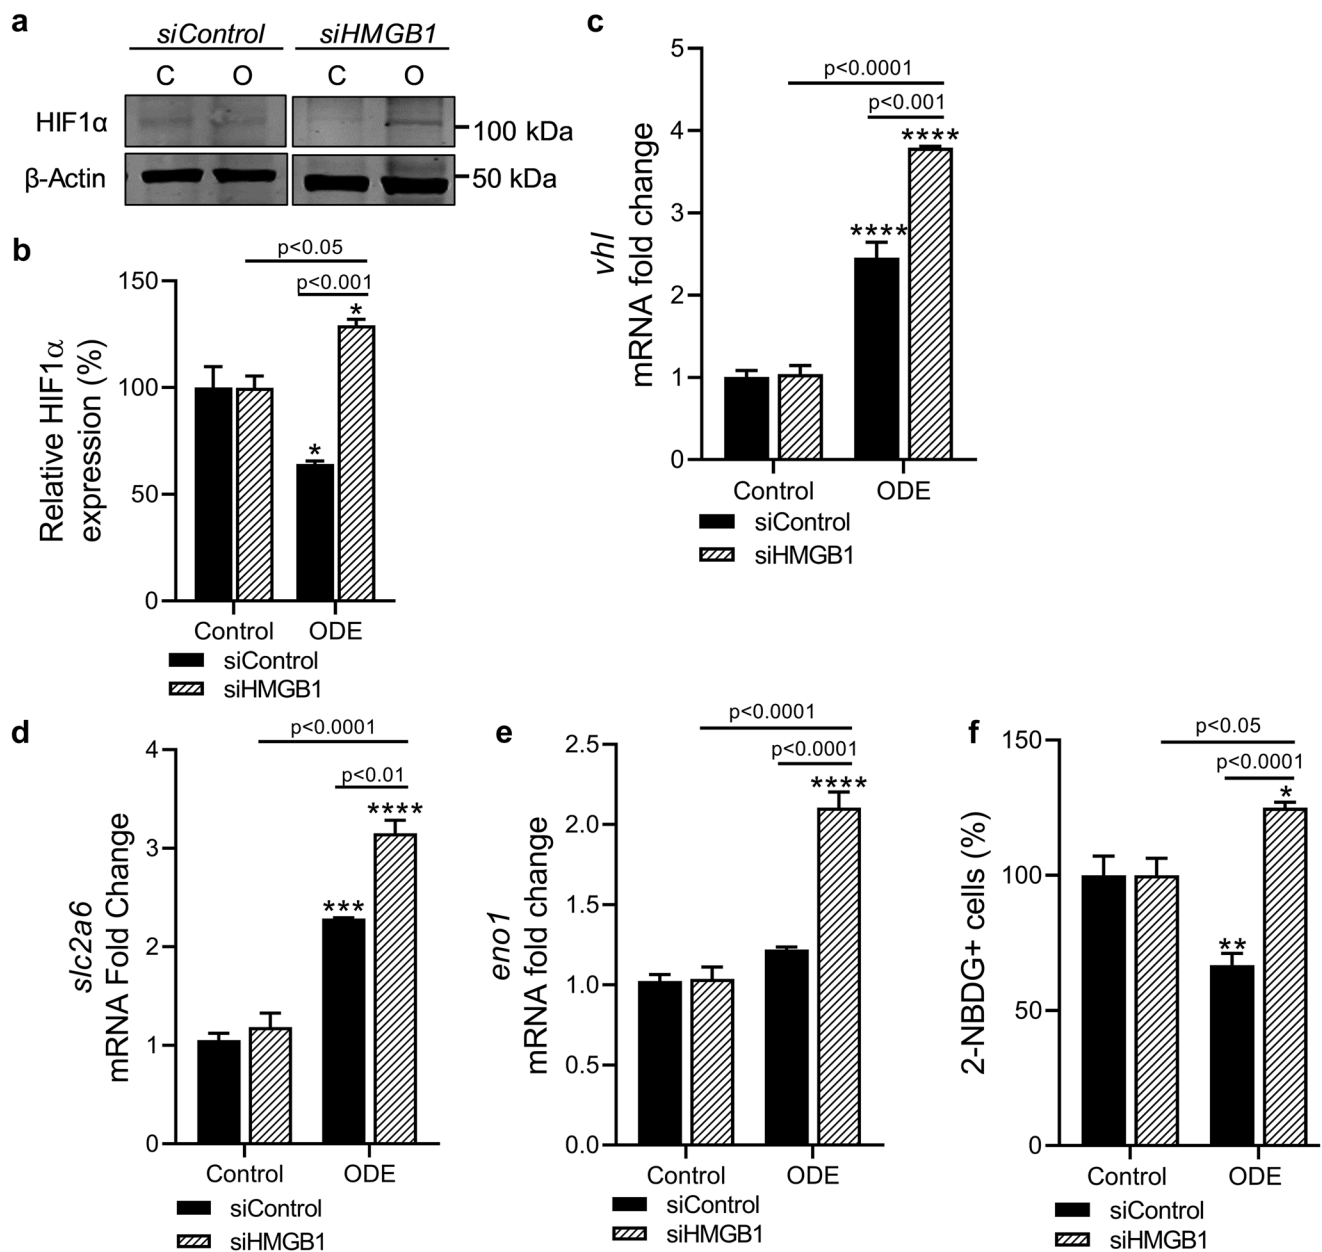 a
siControl
siHMGB1
C
O
C
O
HIF1α
100 kDa
β-Actin
50 kDa
b
p<0.05
p<0.001
150
100
50
0
*
*
Relative HIF1α
expression (%)
Control
ODE
siControl
siHMGB1
c
p<0.0001
p<0.001
5
4
3
2
1
0
****
****
vhl
mRNA fold change
Control
ODE
siControl
siHMGB1
d
p<0.0001
p<0.01
4
3
2
1
0
***
****
slc2a6
mRNA Fold Change
Control
ODE
siControl
siHMGB1
e
p<0.0001
p<0.0001
2.5
2.0
1.5
1.0
0.5
0.0
****
eno1
mRNA fold change
Control
ODE
siControl
siHMGB1
f
p<0.05
p<0.0001
150
100
50
0
**
*
2-NBDG+ cells (%)
Control
ODE
siControl
siHMGB1